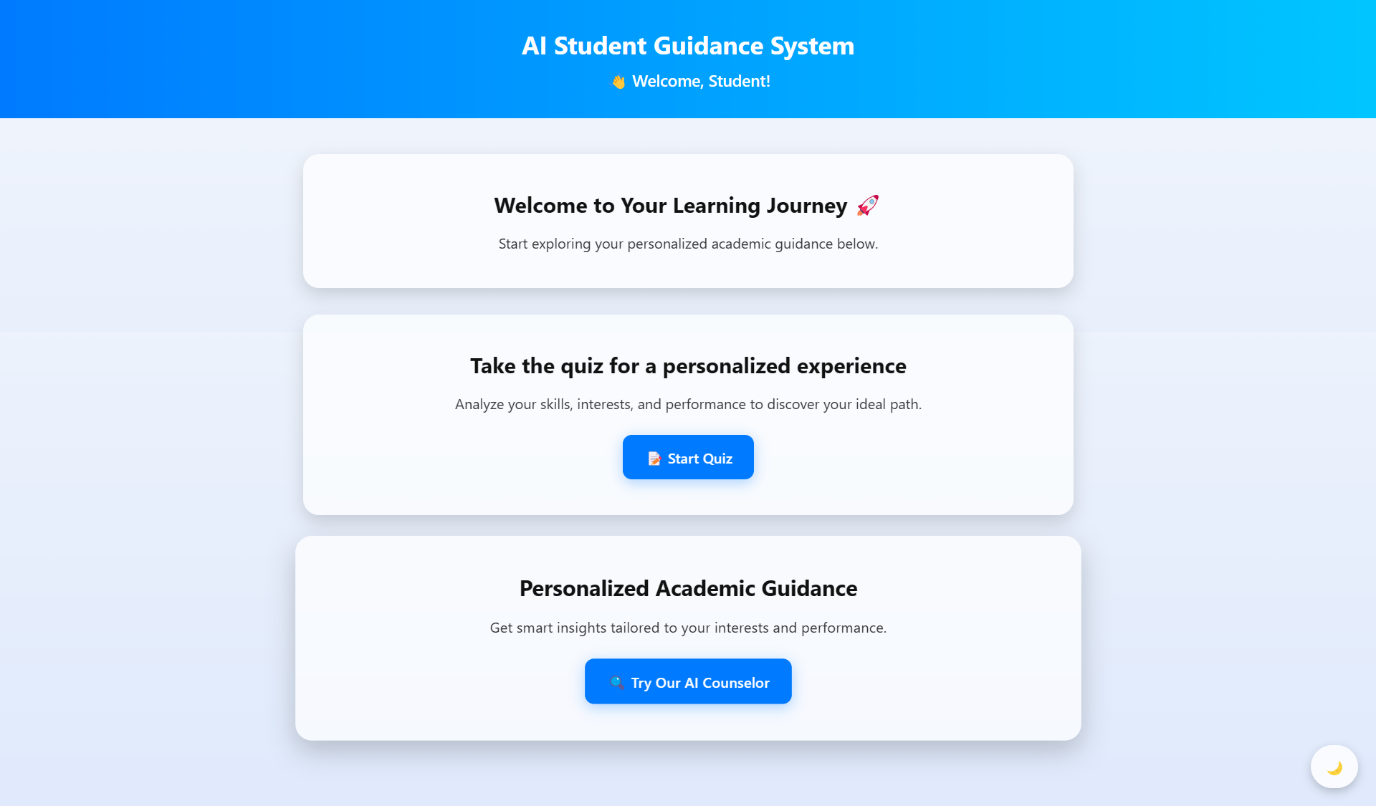 AI Student Guidance System
👋 Welcome, Student!
Welcome to Your Learning Journey 🚀
Start exploring your personalized academic guidance below.
Take the quiz for a personalized experience
Analyze your skills, interests, and performance to discover your ideal path.
📝 Start Quiz
Personalized Academic Guidance
Get smart insights tailored to your interests and performance.
🔍 Try Our AI Counselor
🌙